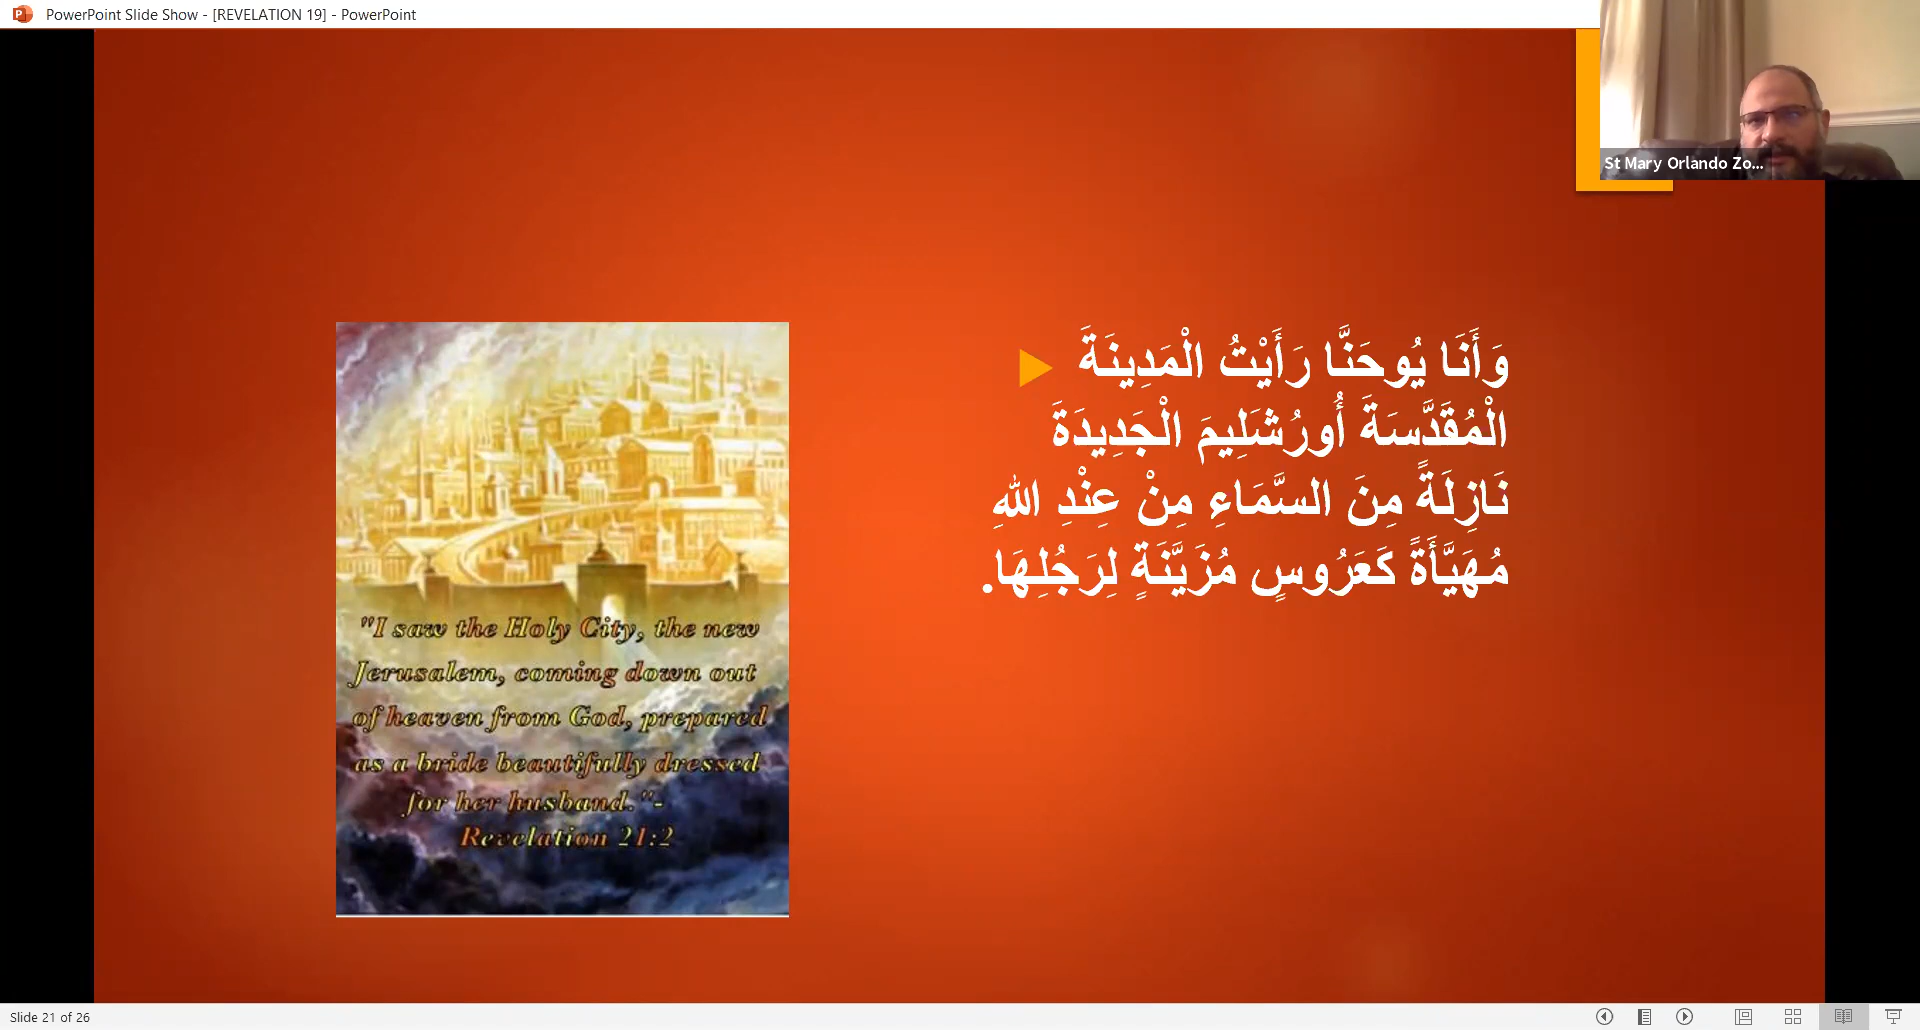 PowerPoint Slide Show - [REVELATION 19] - PowerPoint
St Mary Orlando Zo...
وَأَنَا يُوحَنَّا رَأَيْتُ الْمَدِينَةَ
الْمُقَدَّسَةَ أُورُشَلِيمَ الْجَدِيدَةَ
نَازِلَةً مِنَ السَّمَاءِ مِنْ عِنْدِ اللهِ
مُهَيَّأَةً كَعَرُوسٍ مُزَيَّنَةٍ لِرَجُلِهَا.
"I saw the Holy City, the new
Jerusalem, coming down out
of heaven from God, prepared
as a bride beautifully dressed
for her husband."-
Revelation 21:2
Slide 21 of 26